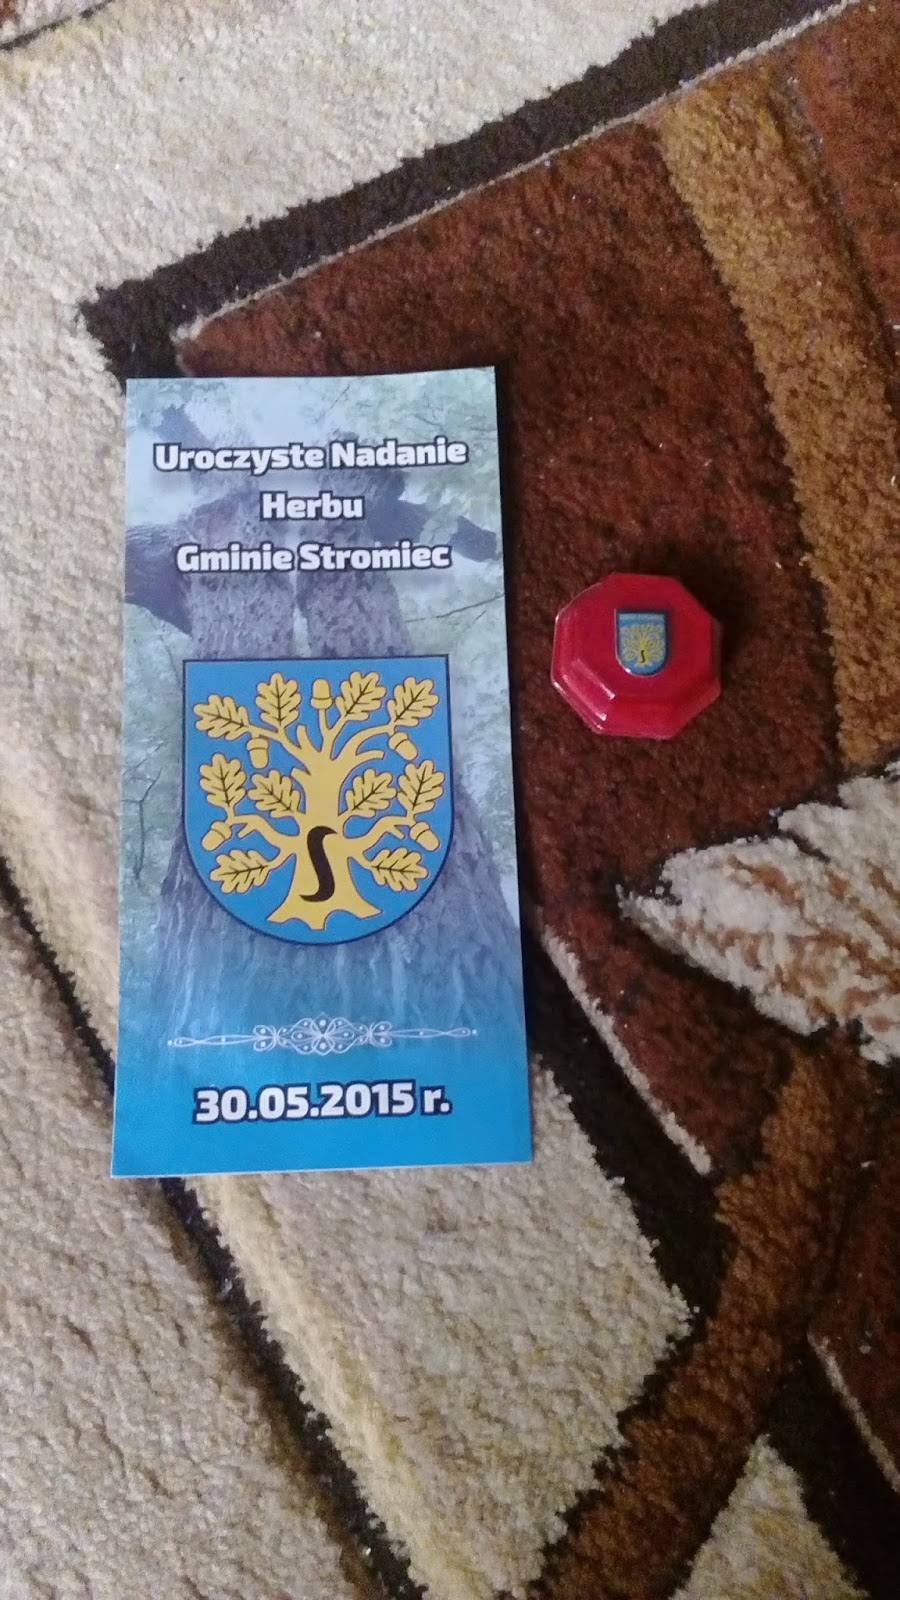 Uroczyste Nadanie
Herbu
Gminie Stromiec
S
30.05.2015 r.
S